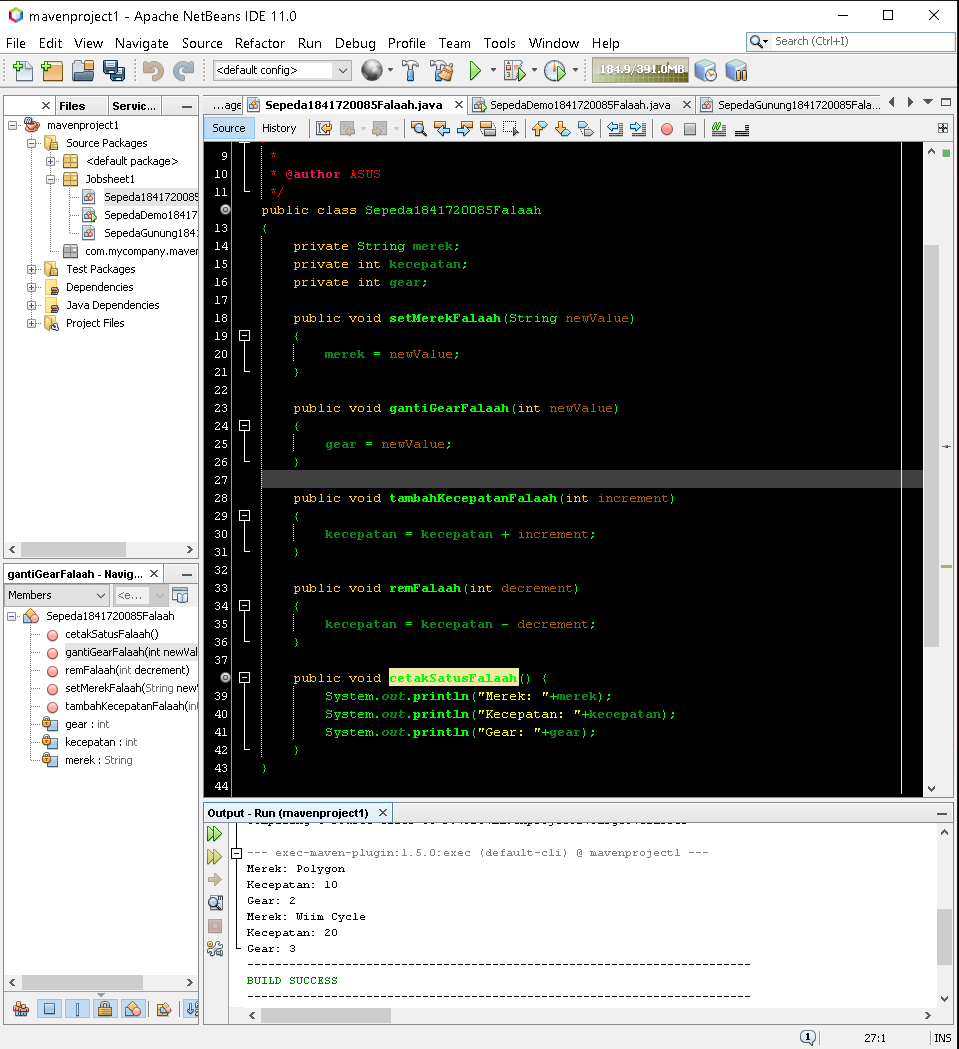 mavenproject1 - Apache NetBeans IDE 11.0
File Edit View Navigate Source Refactor Run Debug Profile Team Tools Window Help
Search (Ctrl+I)
<default config>
184.9/391.0MB
Files Servic...
mavenproject1
Source Packages
<default package>
Jobsheet1
Sepeda1841720085
SepedaDemo18417
SepedaGunung184
com.mycompany.maver
Test Packages
Dependencies
Java Dependencies
Project Files
gantiGearFalaah - Navig...
Members <e...
Sepeda1841720085Falaah
cetakSatusFalaah()
gantiGearFalaah(int newVal
remFalaah(int decrement)
setMerekFalaah(String new
tambahKecepatanFalaah(int
gear : int
kecepatan : int
merek : String
...age Sepeda1841720085Falaah.java SepedaDemo1841720085Falaah.java SepedaGunung1841720085Fala...
Source History
9 *
10 * @author ASUS
11 */
public class Sepeda1841720085Falaah
13 {
14 private String merek;
15 private int kecepatan;
16 private int gear;
17
18 public void setMerekFalaah(String newValue)
19 {
20 merek = newValue;
21 }
22
23 public void gantiGearFalaah(int newValue)
24 {
25 gear = newValue;
26 }
27
28 public void tambahKecepatanFalaah(int increment)
29 {
30 kecepatan = kecepatan + increment;
31 }
32
33 public void remFalaah(int decrement)
34 {
35 kecepatan = kecepatan - decrement;
36 }
37
public void cetakSatusFalaah() {
39 System.out.println("Merek: "+merek);
40 System.out.println("Kecepatan: "+kecepatan);
41 System.out.println("Gear: "+gear);
42 }
43 }
44
Output - Run (mavenproject1)
--- exec-maven-plugin:1.5.0:exec (default-cli) @ mavenproject1 ---
Merek: Polygon
Kecepatan: 10
Gear: 2
Merek: Wiim Cycle
Kecepatan: 20
Gear: 3
------------------------------------------------------------------------
BUILD SUCCESS
------------------------------------------------------------------------
1 27:1 INS